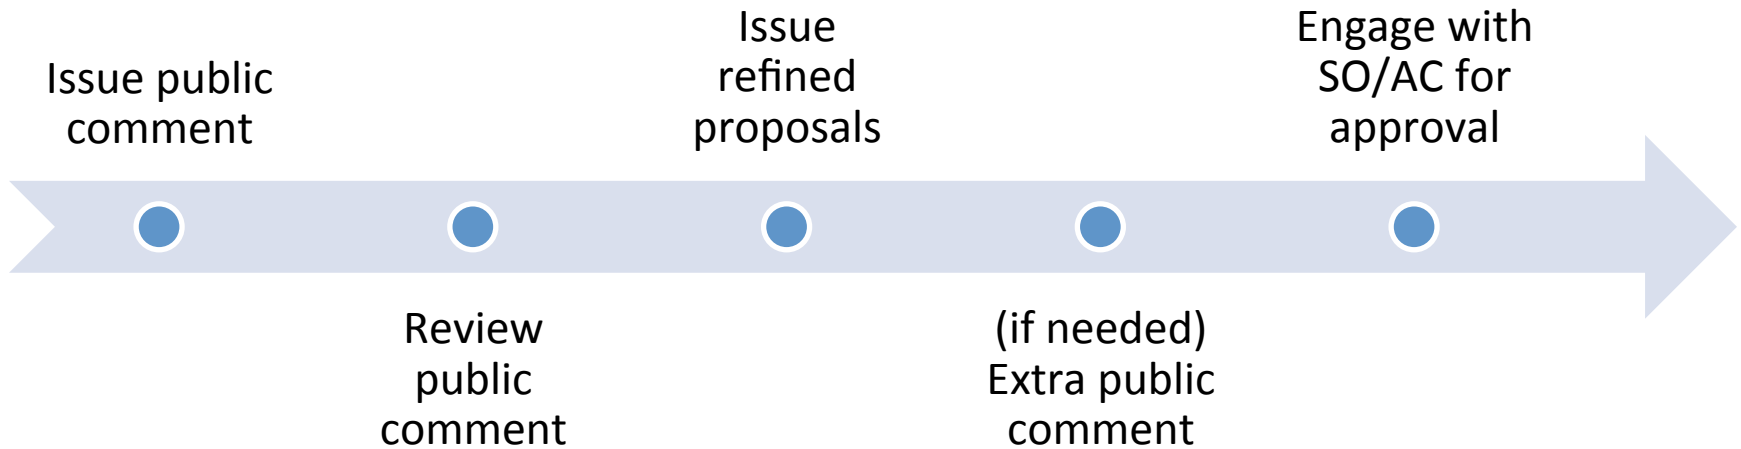 Issue public
comment
Review
public
comment
Issue
refined
proposals
(if needed)
Extra public
comment
Engage with
SO/AC for
approval